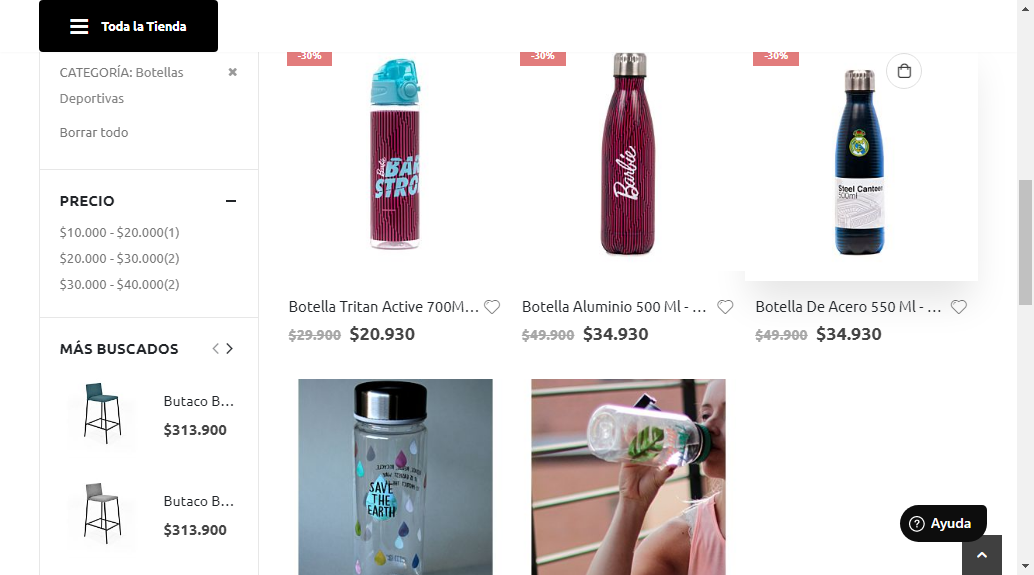 Toda la Tienda
CATEGORÍA: Botellas
Deportivas
Borrar todo
PRECIO
$10.000 - $20.000(1)
$20.000 - $30.000(2)
$30.000 - $40.000(2)
MÁS BUSCADOS
Butaco B...
$313.900
Butaco B...
$313.900
-30%
-30%
-30%
Barbie
STRO
Barbie
Steel Canteen
500ml
Botella Tritan Active 700M...
$29.900 $20.930
Botella Aluminio 500 Ml - ...
$49.900 $34.930
Botella De Acero 550 Ml - ...
$49.900 $34.930
SAVE
THE
EARTH
Ayuda